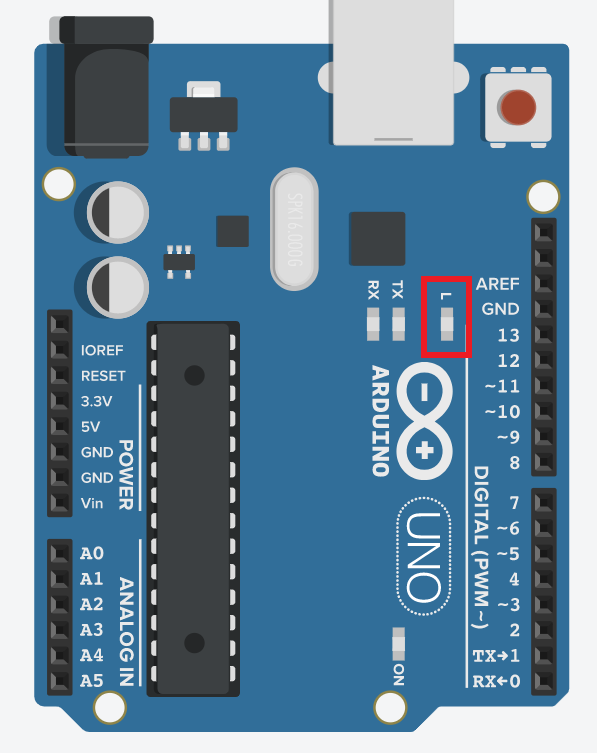 SPK16.000G
RX
TX
L
AREF
GND
13
12
~11
~10
~9
8
7
~6
~5
4
~3
2
TX→1
RX←0
DIGITAL (PWM ~)
ARDUINO
UNO
ON
IOREF
RESET
3.3V
5V
GND
GND
Vin
POWER
A0
A1
A2
A3
A4
A5
ANALOG IN